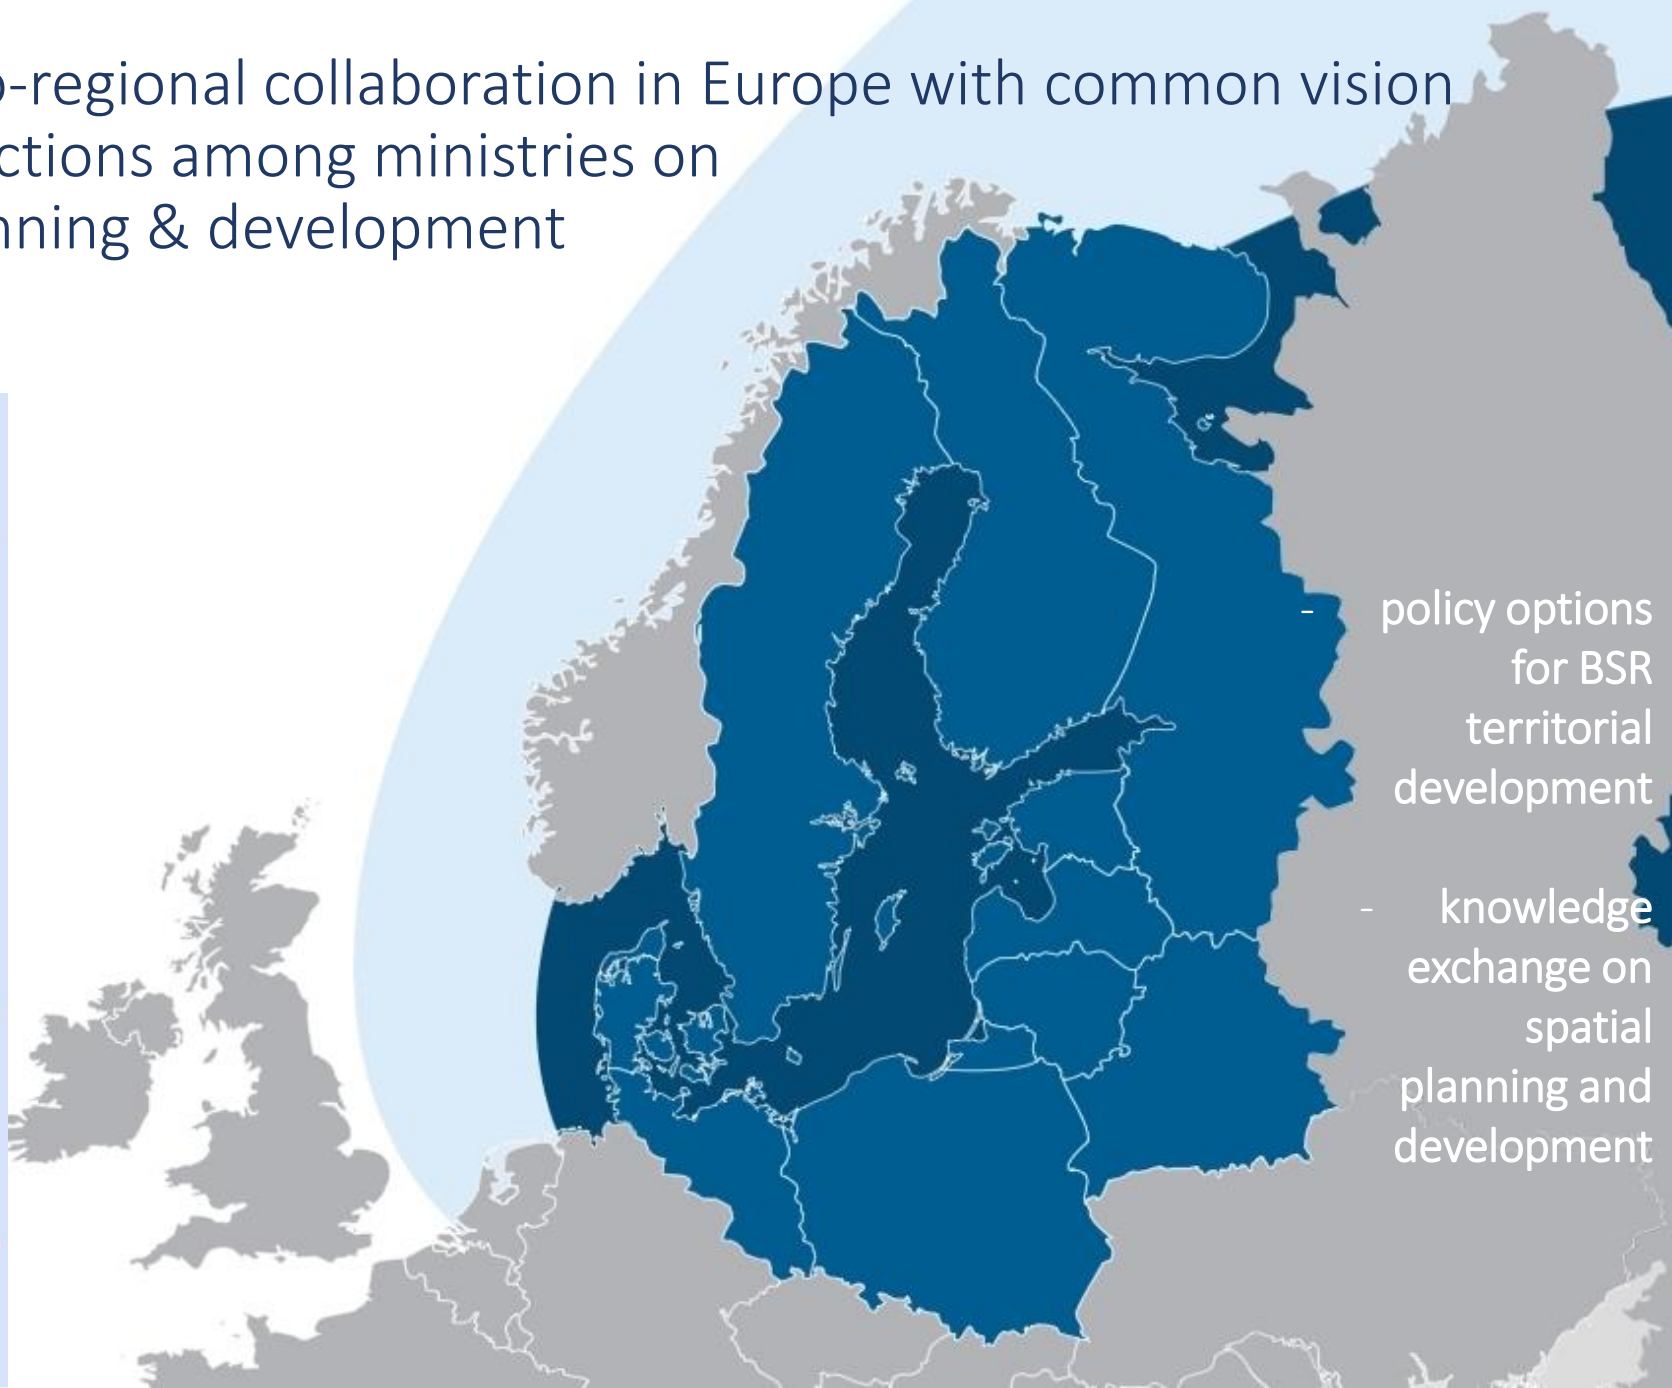 -regional collaboration in Europe with common vision
ctions among ministries on
nning & development
- policy options
for BSR
territorial
development
- knowledge
exchange on
spatial
planning and
development